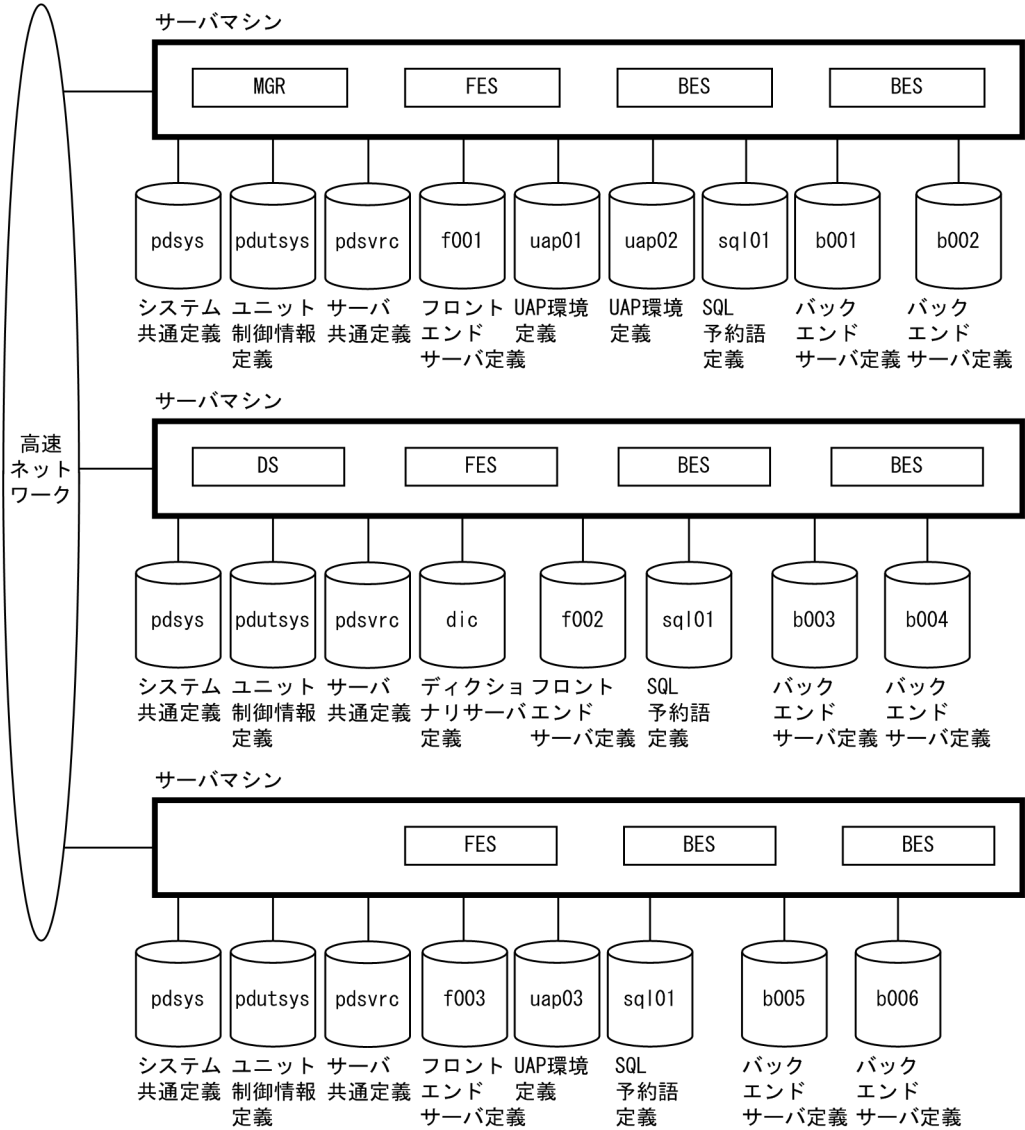 サーバマシン
MGR FES BES BES
pdsys pdutsys pdsvrc f001 uap01 uap02 sql01 b001 b002
システム ユニット サーバ フロント UAP環境 UAP環境 SQL バック バック
共通定義 制御情報 共通定義 エンド 定義 定義 予約語 エンド エンド
定義 サーバ定義 定義 サーバ定義 サーバ定義
サーバマシン
高速
ネット
ワーク
DS FES BES BES
pdsys pdutsys pdsvrc dic f002 sql01 b003 b004
システム ユニット サーバ ディクショ フロント SQL バック バック
共通定義 制御情報 共通定義 ナリサーバ エンド 予約語 エンド エンド
定義 定義 サーバ定義 定義 サーバ定義 サーバ定義
サーバマシン
FES BES BES
pdsys pdutsys pdsvrc f003 uap03 sql01 b005 b006
システム ユニット サーバ フロント UAP環境 SQL バック バック
共通定義 制御情報 共通定義 エンド 定義 予約語 エンド エンド
定義 サーバ定義 定義 サーバ定義 サーバ定義